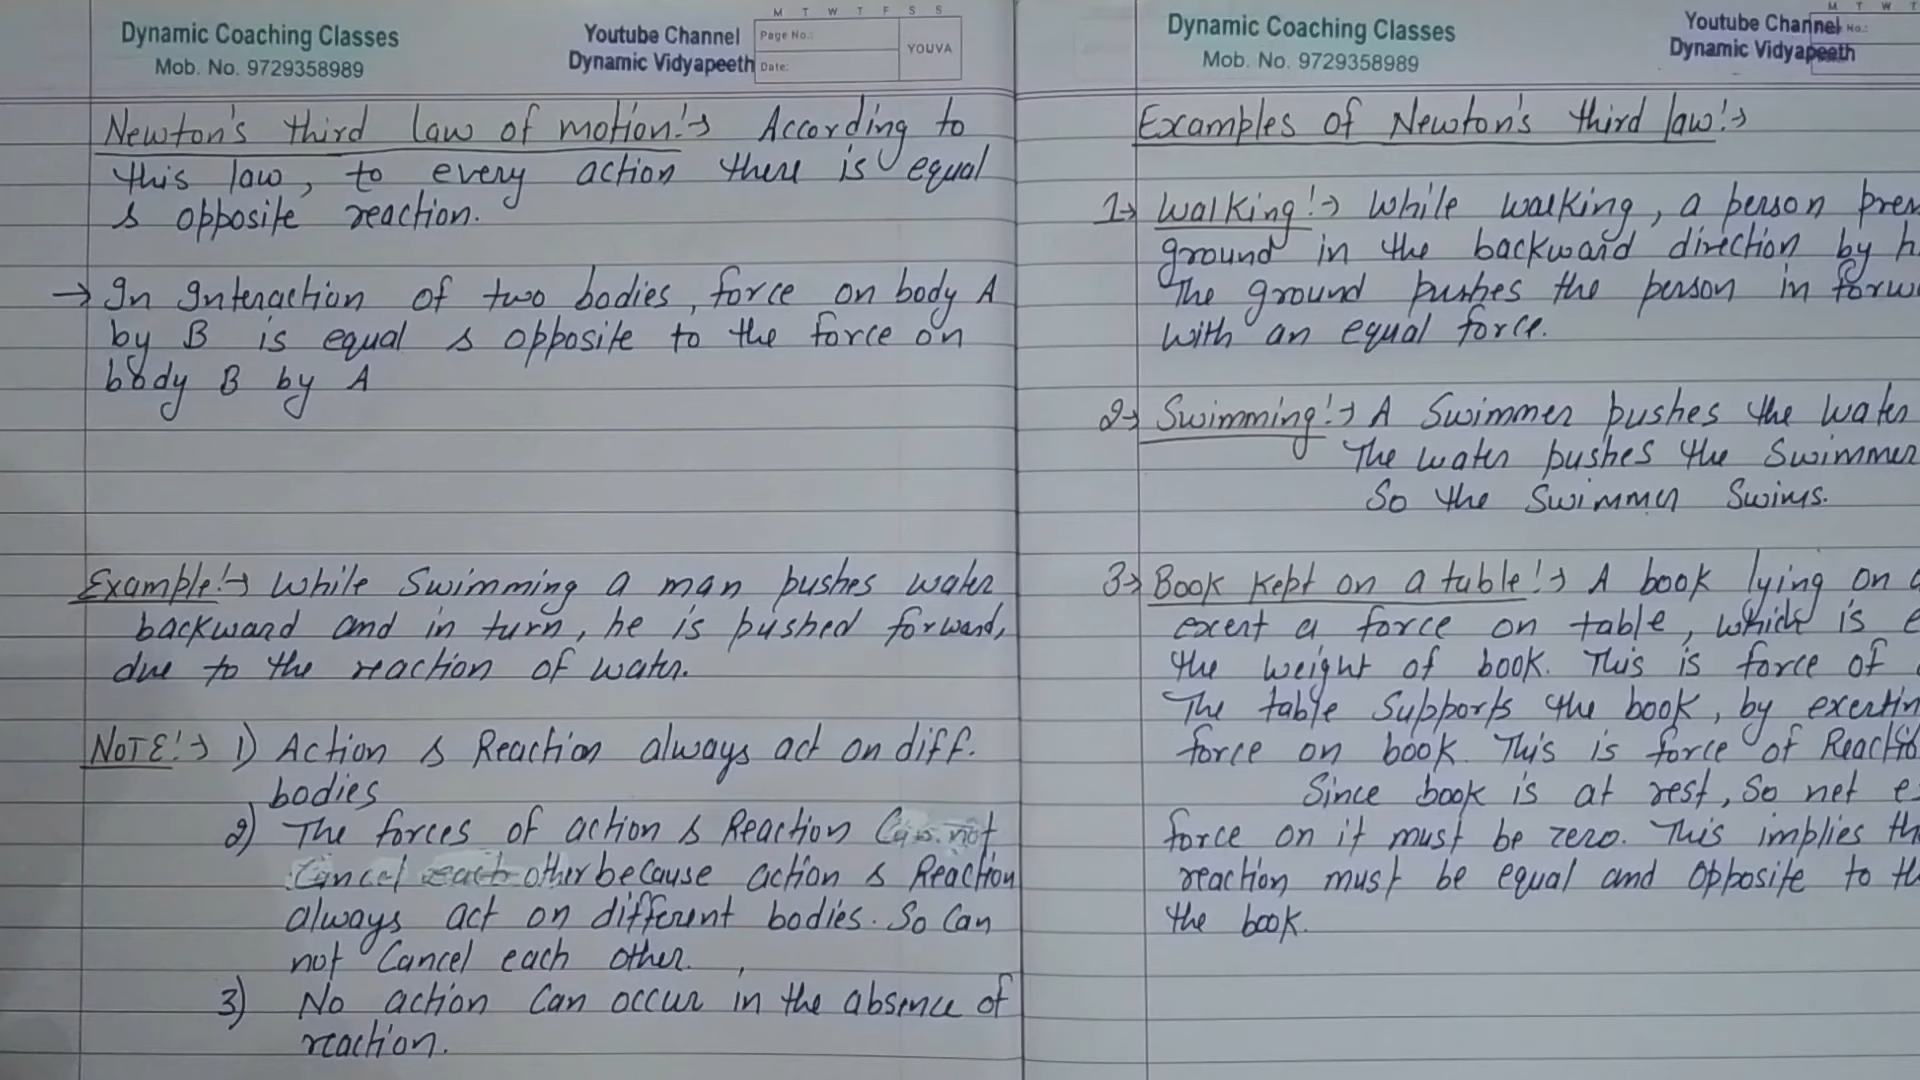 Dynamic Coaching Classes
Mob. No. 9729358989
Youtube Channel
Dynamic Vidyapeeth
M T W T F S S
Page No.:
Date:
YOUVA
Newton's third law of motion:→ According to
this law, to every action there is equal
& opposite reaction.
→ In Interaction of two bodies, force on body A
by B is equal & opposite to the force on
body B by A
Example:→ While Swimming a man pushes water
backward and in turn, he is pushed forward,
due to the reaction of water.
NOTE:→ 1) Action & Reaction always act on diff.
bodies
2) The forces of action & Reaction Can not
Cancel each other because action & Reaction
always act on different bodies. So Can
not Cancel each other.
3) No action Can occur in the absence of
reaction.
Dynamic Coaching Classes
Mob. No. 9729358989
Youtube Channel
Dynamic Vidyapeeth
M T W T
No.:
Examples of Newton's third law:→
1→ Walking:→ While walking, a person
ground in the backward direction by
The ground pushes the person in
with an equal force.
2→ Swimming:→ A Swimmer pushes the water
The water pushes the Swimmer
So the Swimmer Swims.
3→ Book Kept on a table:→ A book lying on
exert a force on table, which is
the weight of book. This is force of
The table Supports the book, by
force on book. This is force of
Since book is at rest, So net
force on it must be zero. This implies
reaction must be equal and opposite to
the book.